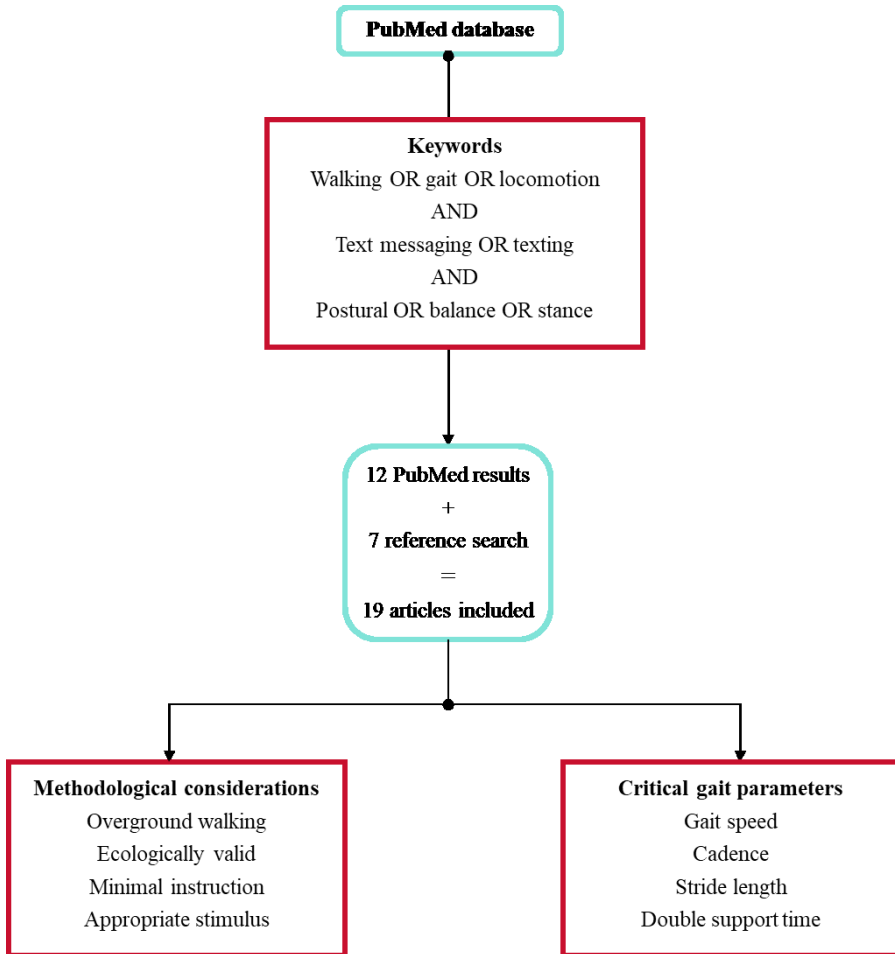 PubMed database
Keywords
Walking OR gait OR locomotion
AND
Text messaging OR texting
AND
Postural OR balance OR stance
12 PubMed results
+
7 reference search
=
19 articles included
Methodological considerations
Overground walking
Ecologically valid
Minimal instruction
Appropriate stimulus
Critical gait parameters
Gait speed
Cadence
Stride length
Double support time